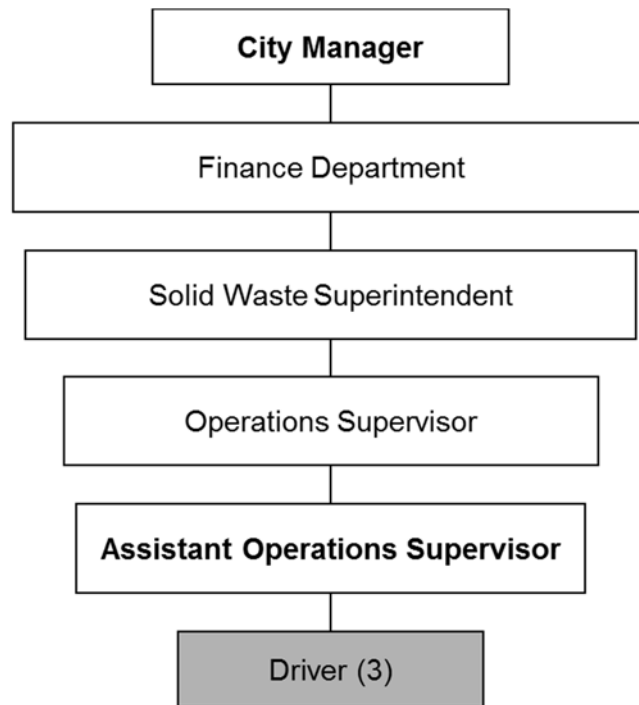 City Manager
Finance Department
Solid Waste Superintendent
Operations Supervisor
Assistant Operations Supervisor
Driver (3)